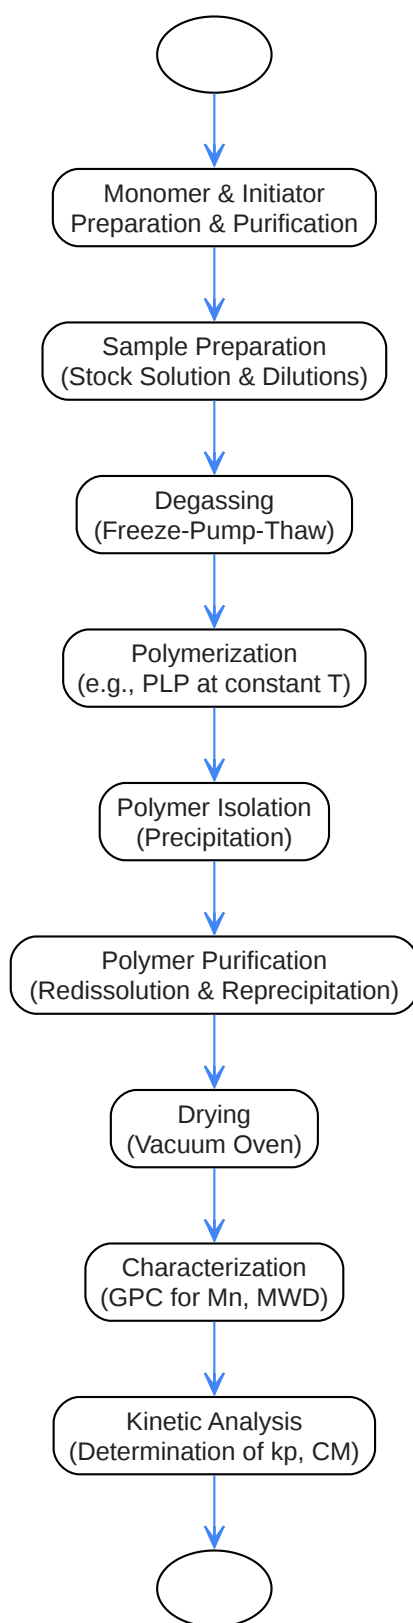 Monomer & Initiator
Preparation & Purification
Sample Preparation
(Stock Solution & Dilutions)
Degassing
(Freeze-Pump-Thaw)
Polymerization
(e.g., PLP at constant T)
Polymer Isolation
(Precipitation)
Polymer Purification
(Redissolution & Reprecipitation)
Drying
(Vacuum Oven)
Characterization
(GPC for Mn, MWD)
Kinetic Analysis
(Determination of kp, CM)